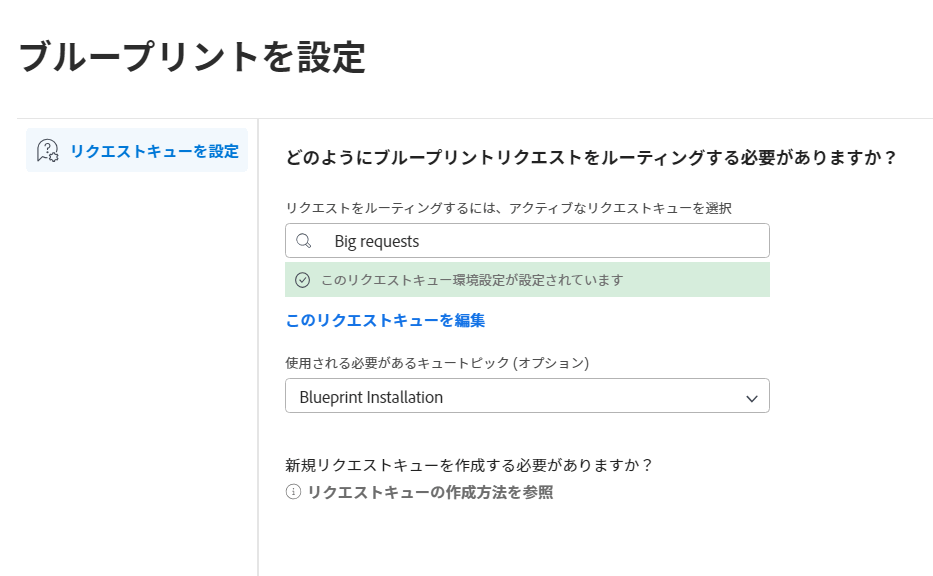 ブループリントを設定
リクエストキューを設定
どのようにブループリントリクエストをルーティングする必要がありますか？
リクエストをルーティングするには、アクティブなリクエストキューを選択
Big requests
このリクエストキュー環境設定が設定されています
このリクエストキューを編集
使用される必要があるキュートピック (オプション)
Blueprint Installation
新規リクエストキューを作成する必要がありますか？
リクエストキューの作成方法を参照